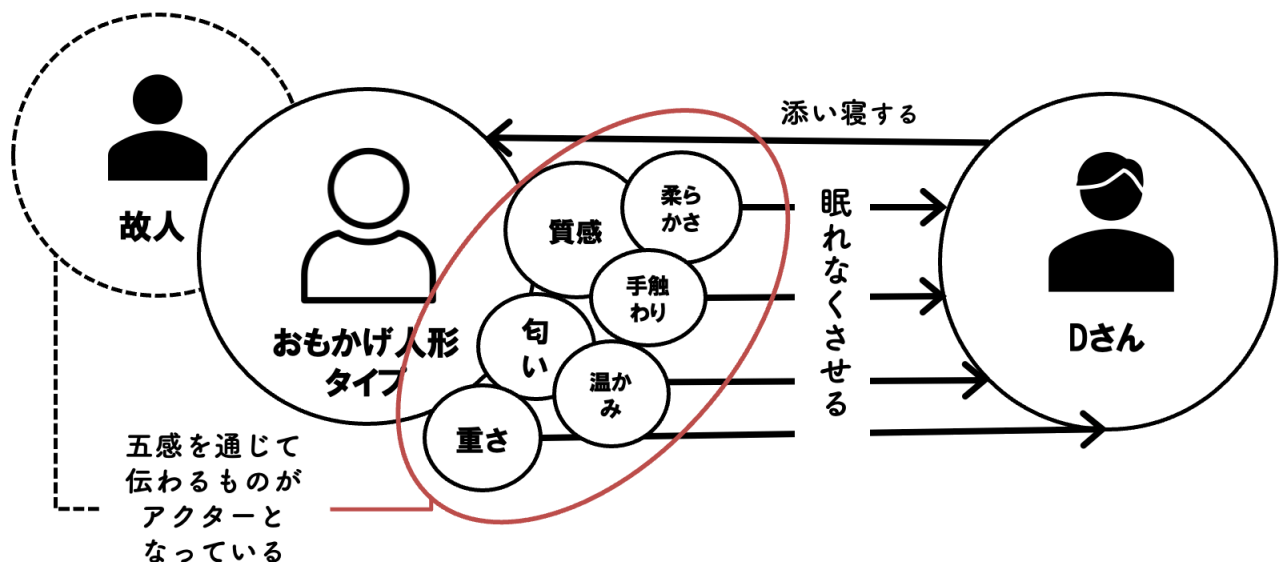 故人
おもかげ人形
タイプ
質感
柔ら
かさ
手触
わり
匂
い
温か
み
重さ
添い寝する
眠れなくさせる
Dさん
五感を通じて
伝わるものが
アクターと
なっている